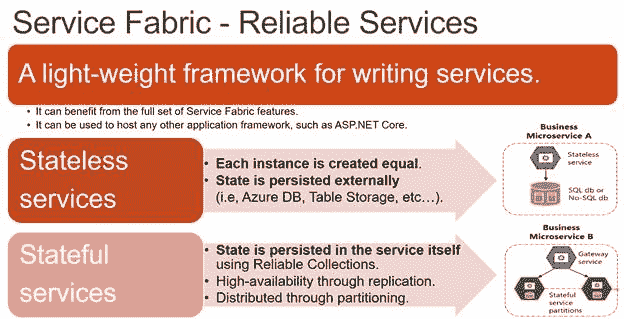 Service Fabric - Reliable Services
A light-weight framework for writing services.
• It can benefit from the full set of Service Fabric features.
• It can be used to host any other application framework, such as ASP.NET Core.
Stateless
services
• Each instance is created equal.
• State is persisted externally
(i.e, Azure DB, Table Storage, etc…).
Business
Microservice A
Stateless
service
SQL db or
No-SQL db
Stateful
services
• State is persisted in the service itself
using Reliable Collections.
• High-availability through replication.
• Distributed through partitioning.
Business
Microservice B
Gateway
service
Stateful
service
partitions